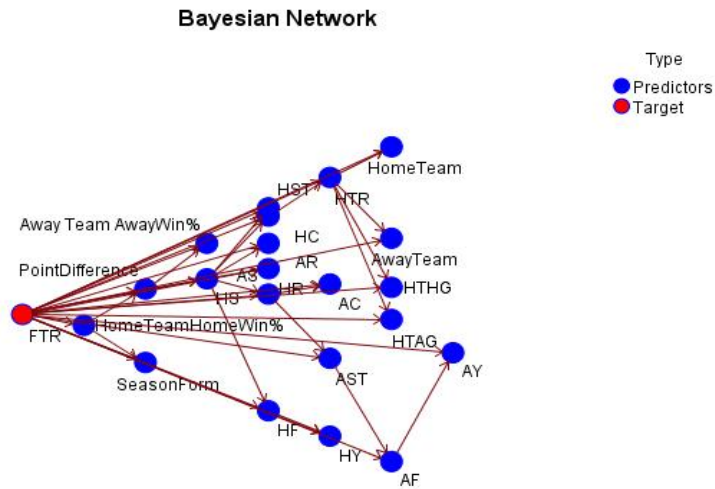 Bayesian Network
Type
Predictors
Target
HomeTeam
HST
HTR
Away Team AwayWin%
HC
AwayTeam
PointDifference
AS
AR
HTHG
HS
HR
AC
FTR
HomeTeamHomeWin%
HTAG
AY
SeasonForm
AST
HF
HY
AF